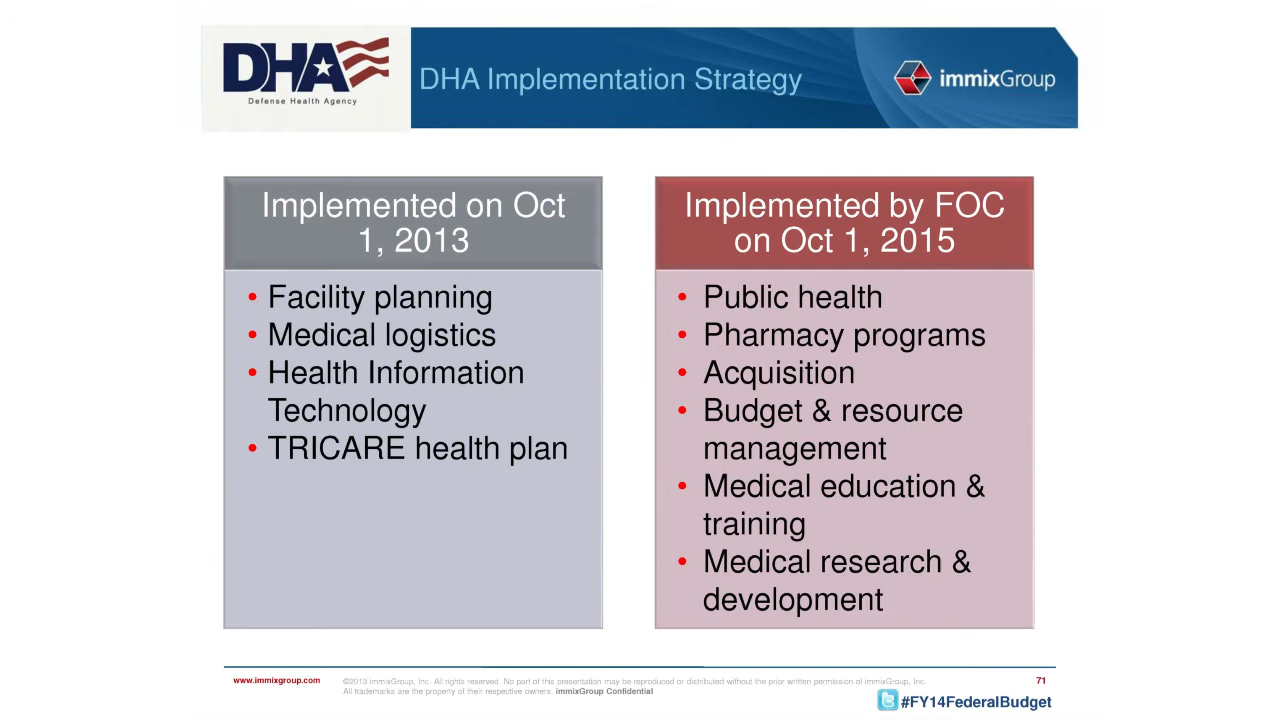 DHA
Defense Health Agency
DHA Implementation Strategy
immixGroup
Implemented on Oct
1, 2013
• Facility planning
• Medical logistics
• Health Information
Technology
• TRICARE health plan
Implemented by FOC
on Oct 1, 2015
• Public health
• Pharmacy programs
• Acquisition
• Budget & resource
management
• Medical education &
training
• Medical research &
development
www.immixgroup.com
©2013 immixGroup, Inc. All rights reserved. No part of this presentation may be reproduced or distributed without the prior written permission of immixGroup, Inc.
All trademarks are the property of their respective owners. immixGroup Confidential
71
#FY14FederalBudget